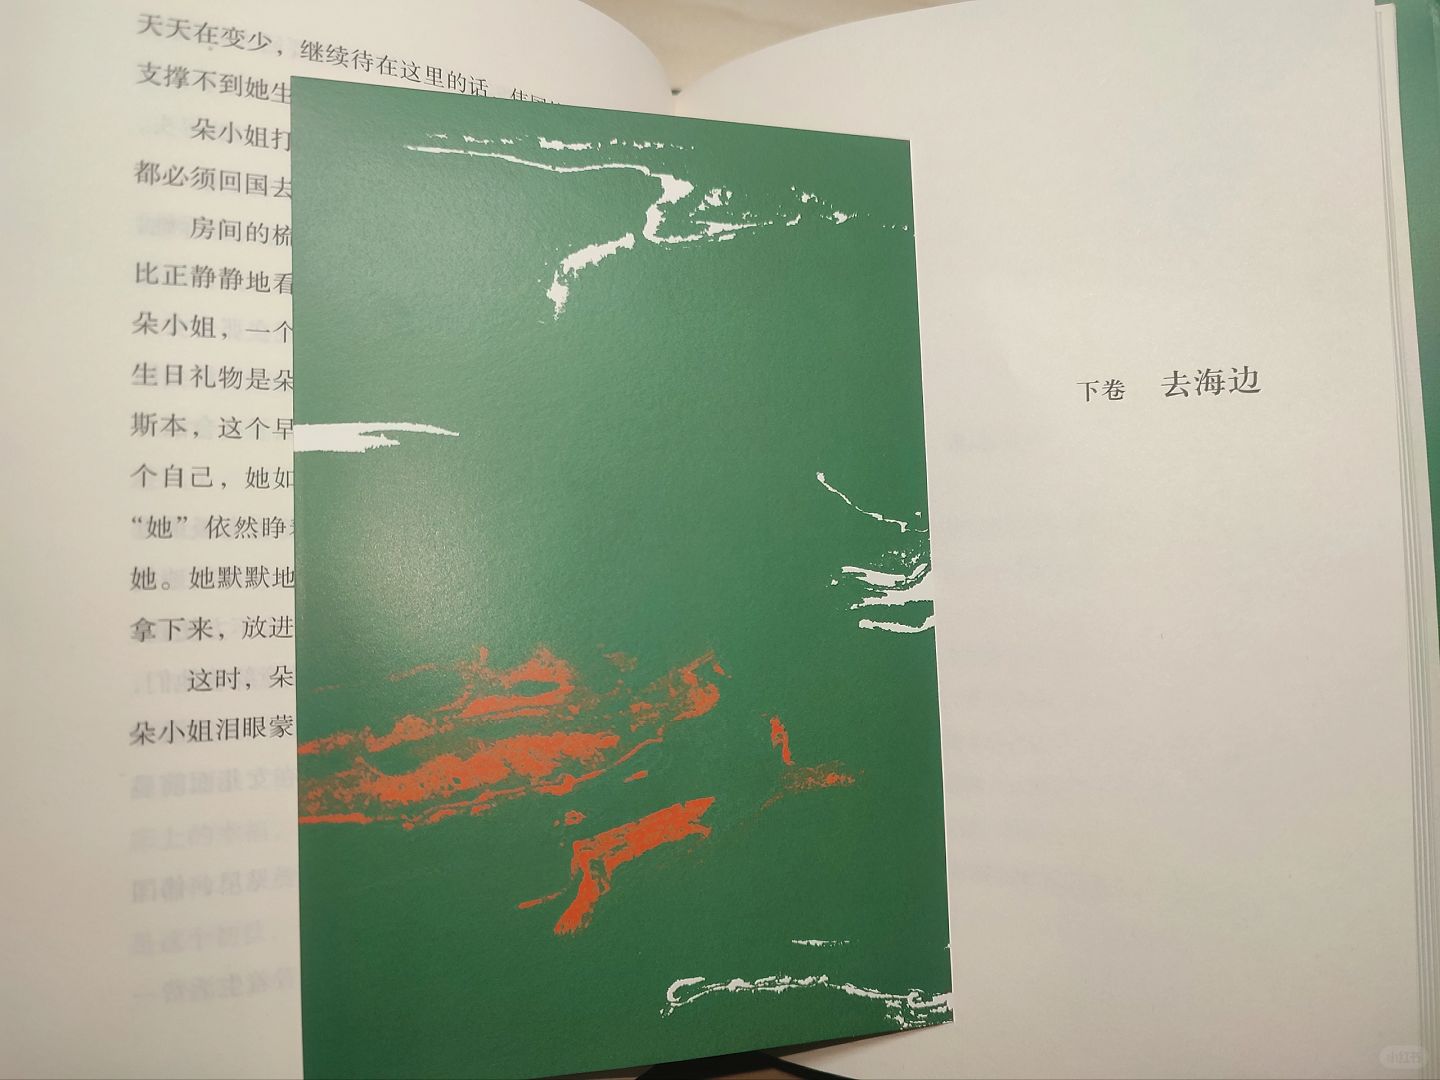 天天在变少，继续待在这里的话，
支撑不到她生
朵小姐打
都必须回国去
房间的梳
比正静静地看
朵小姐，一个
生日礼物是朵
斯本，这个早
个自己，她如
“她”依然睁
她。她默默地
拿下来，放进
这时，朵
朵小姐泪眼蒙
下卷 去海边
小红书